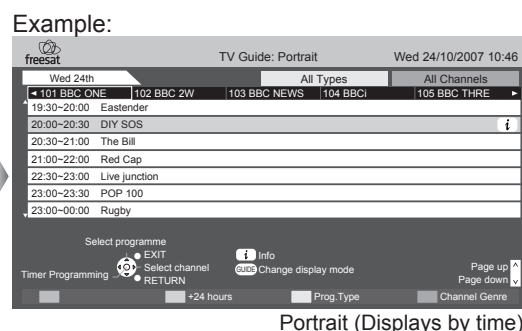 Example:
freesat TV Guide: Portrait Wed 24/10/2007 10:46
Wed 24th All Types All Channels
◄ 101 BBC ONE 102 BBC 2W 103 BBC NEWS 104 BBCi 105 BBC THRE ►
19:30~20:00 Eastender
20:00~20:30 DIY SOS i
20:30~21:00 The Bill
21:00~22:00 Red Cap
22:30~23:00 Live junction
23:00~23:30 POP 100
23:00~00:00 Rugby
Select programme
EXIT i Info
Timer Programming Select channel GUIDE Change display mode Page up
RETURN Page down
+24 hours Prog.Type Channel Genre
Portrait (Displays by time)